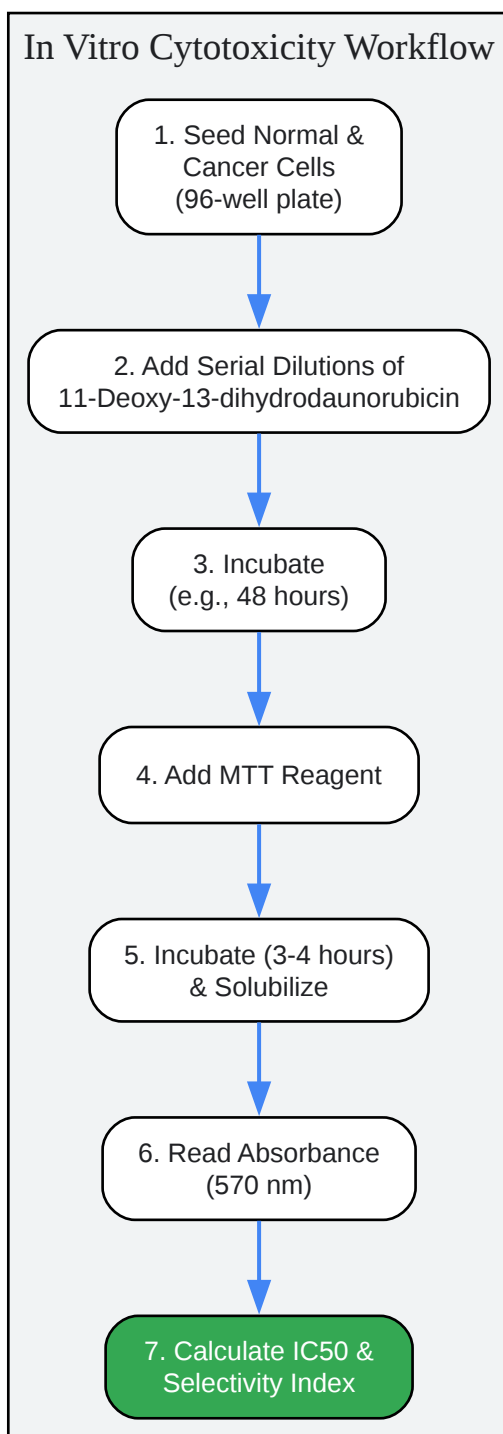 In Vitro Cytotoxicity Workflow
1. Seed Normal &
Cancer Cells
(96-well plate)
2. Add Serial Dilutions of
11-Deoxy-13-dihydrodaunorubicin
3. Incubate
(e.g., 48 hours)
4. Add MTT Reagent
5. Incubate (3-4 hours)
& Solubilize
6. Read Absorbance
(570 nm)
7. Calculate IC50 &
Selectivity Index